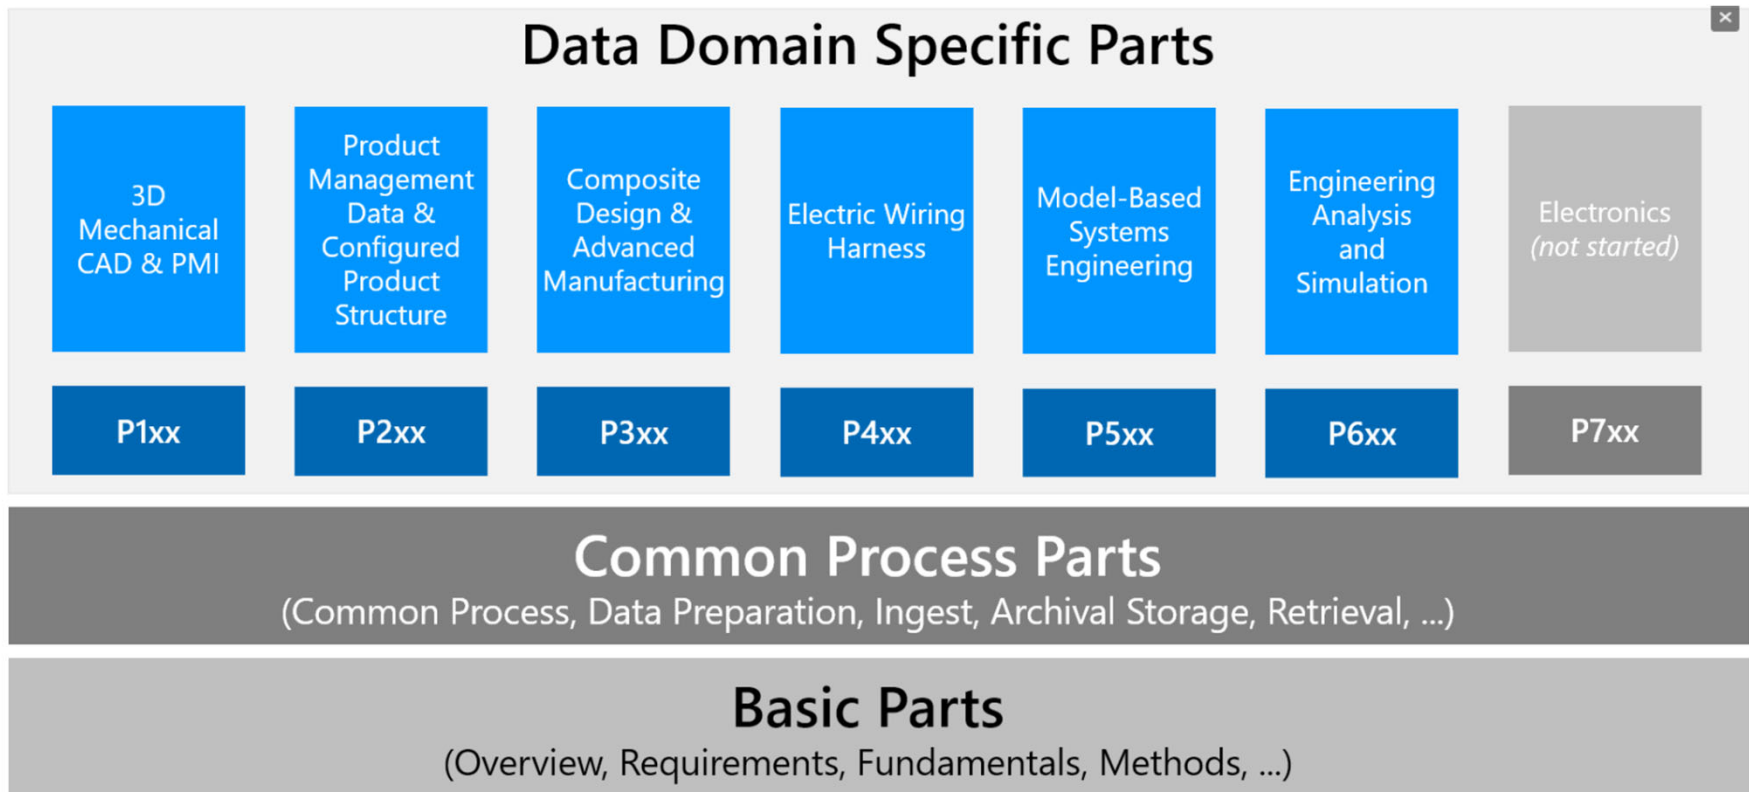 Data Domain Specific Parts
×
3D
Mechanical
CAD & PMI
Product
Management
Data &
Configured
Product
Structure
Composite
Design &
Advanced
Manufacturing
Electric Wiring
Harness
Model-Based
Systems
Engineering
Engineering
Analysis
and
Simulation
Electronics
(not started)
P1xx
P2xx
P3xx
P4xx
P5xx
P6xx
P7xx
Common Process Parts
(Common Process, Data Preparation, Ingest, Archival Storage, Retrieval, ...)
Basic Parts
(Overview, Requirements, Fundamentals, Methods, ...)